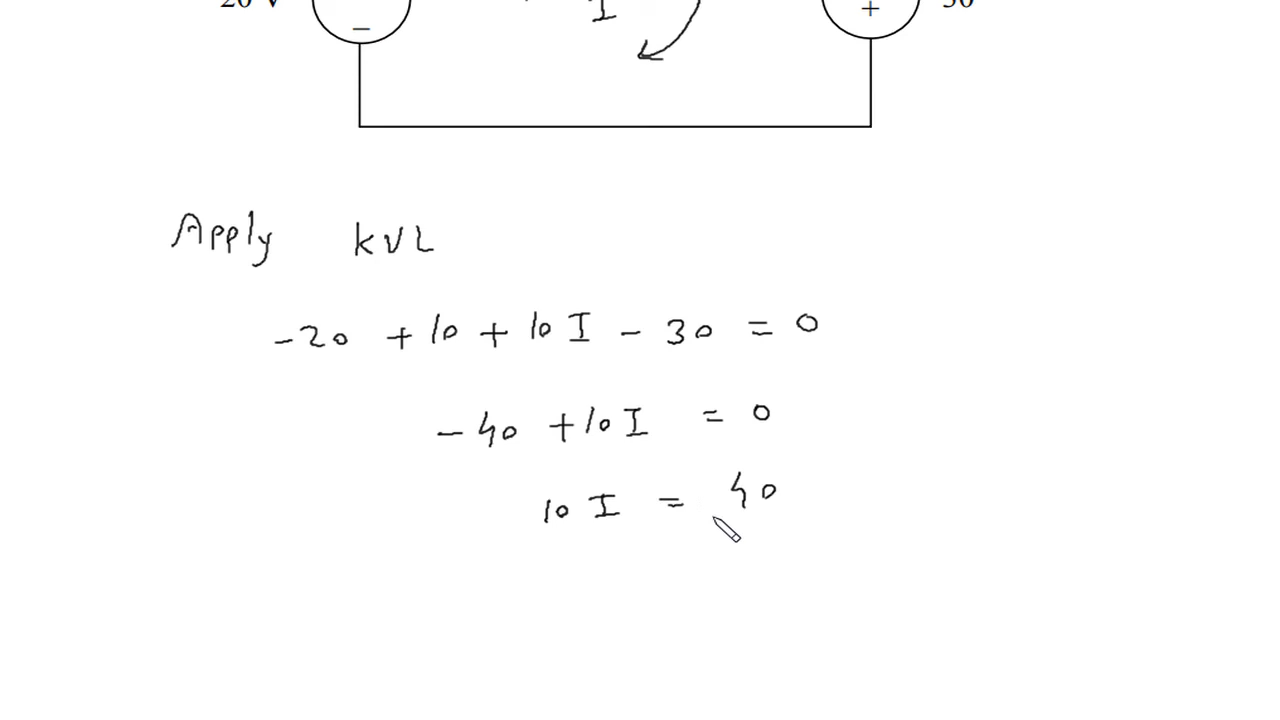 I
−
+
Apply KVL
-20 + 10 + 10 I - 30 = 0
-40 + 10 I = 0
10 I = 40